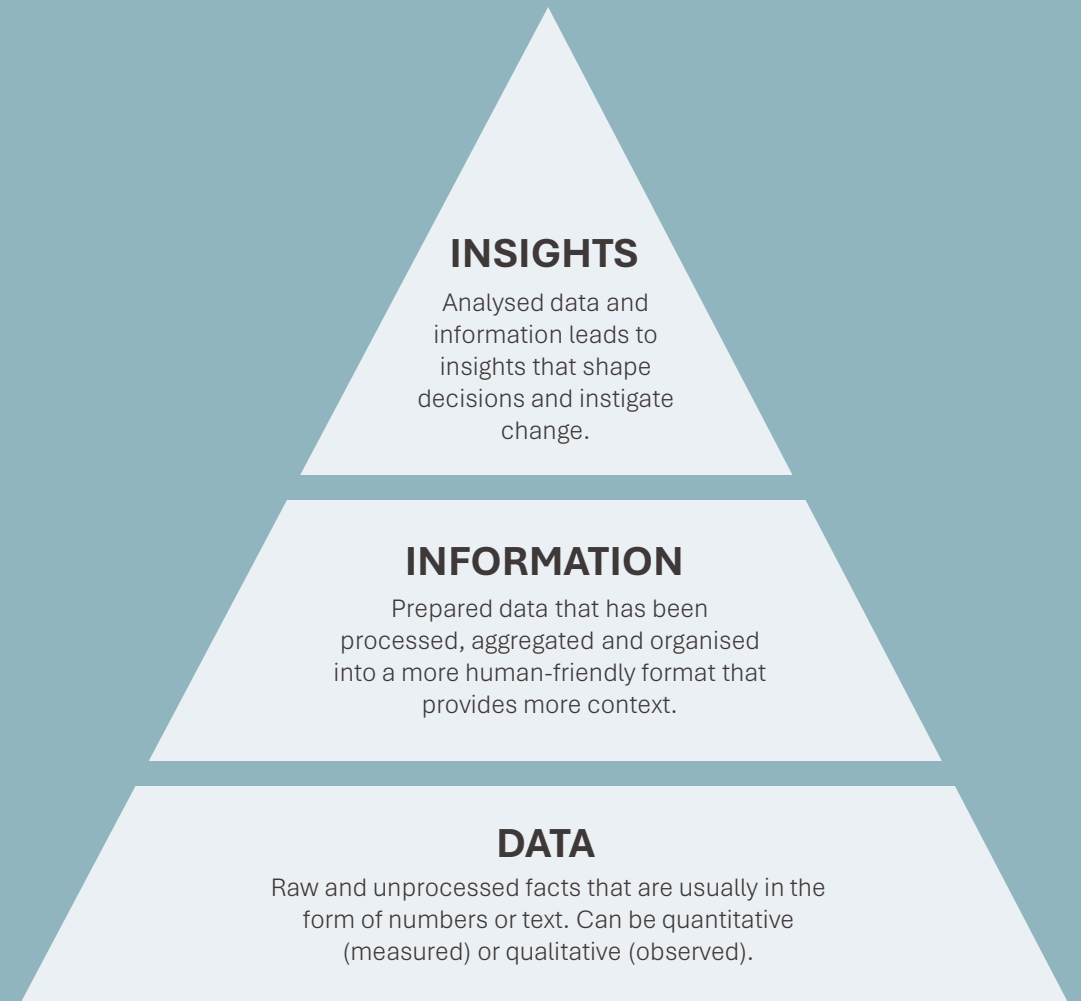 INSIGHTS
Analysed data and
information leads to
insights that shape
decisions and instigate
change.
INFORMATION
Prepared data that has been
processed, aggregated and organised
into a more human-friendly format that
provides more context.
DATA
Raw and unprocessed facts that are usually in the
form of numbers or text. Can be quantitative
(measured) or qualitative (observed).